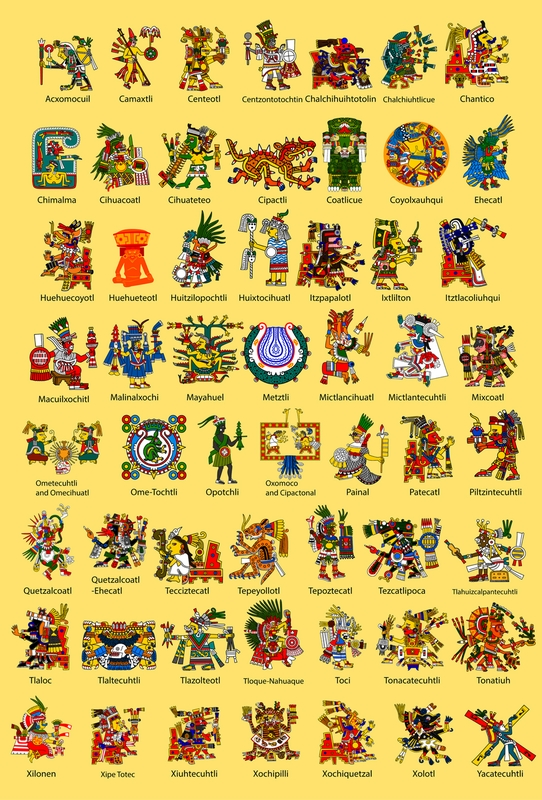 Acxomocuil Camaxtli Centeotl Centzontotochtin Chalchihuihtotolin Chalchiuhtlicue Chantico
Chimalma Cihuacoatl Cihuateteo Cipactli Coatlicue Coyolxauhqui Ehecatl
Huehuecoyotl Huehueteotl Huitzilopochtli Huixtocihuatl Itzpapalotl Ixtlilton Itztlacoliuhqui
Macuilxochitl Malinalxochi Mayahuel Metztli Mictlancihuatl Mictlantecuhtli Mixcoatl
Ometecuhtli
and Omecihuatl
Ome-Tochtli Opotchli
Oxomoco
and Cipactonal
Painal Patecatl Piltzintecuhtli
Quetzalcoatl
Quetzalcoatl
-Ehecatl
Tecciztecatl Tepeyollotl Tepoztecatl Tezcatlipoca Tlahuizcalpantecuhtli
Tlaloc Tlaltecuhtli Tlazolteotl Tloque-Nahuaque Toci Tonacatecuhtli Tonatiuh
Xilonen Xipe Totec Xiuhtecuhtli Xochipilli Xochiquetzal Xolotl Yacatecuhtli